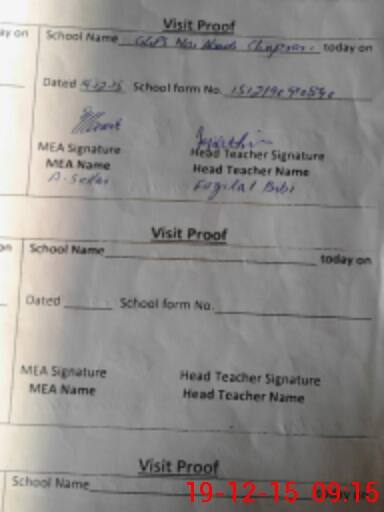 Visit Proof
ay on School Name GGPS Abadi today on
Dated 9-12-15 School form No.
MEA Signature Head Teacher Signature
MEA Name Head Teacher Name
Bibi
Visit Proof
on School Name today on
Dated School form No.
MEA Signature Head Teacher Signature
MEA Name Head Teacher Name
Visit Proof
School Name
19-12-15 09:15